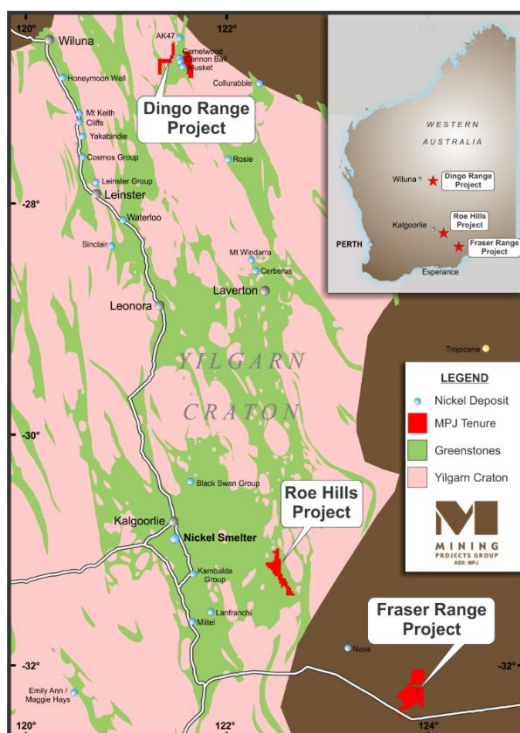 120°
122°
Wiluna
AK47
Camelwood
Cannon Ball
Musket
Honeymoon Well
Collurabbie
Dingo Range
Project
Mt Keith
Cliffs
Yakabindie
Cosmos Group
Rosie
Leinster Group
Leinster
-28°
Waterloo
Sinclair
Mt Windarra
Cerberus
Laverton
Leonora
YILGARN
CRATON
Tropicana
-30°
Black Swan Group
Kalgoorlie
Nickel Smelter
Roe Hills
Project
Kambalda
Group
Lanfranchi
Miitel
Fraser Range
Project
Nova
-32°
-32°
Emily Ann /
Maggie Hays
120°
122°
124°
WESTERN
AUSTRALIA
Wiluna
Dingo Range
Project
Kalgoorlie
Roe Hills
Project
PERTH
Fraser Range
Project
Esperance
LEGEND
Nickel Deposit
MPJ Tenure
Greenstones
Yilgarn Craton
MINING
PROJECTS GROUP
ASX: MPJ